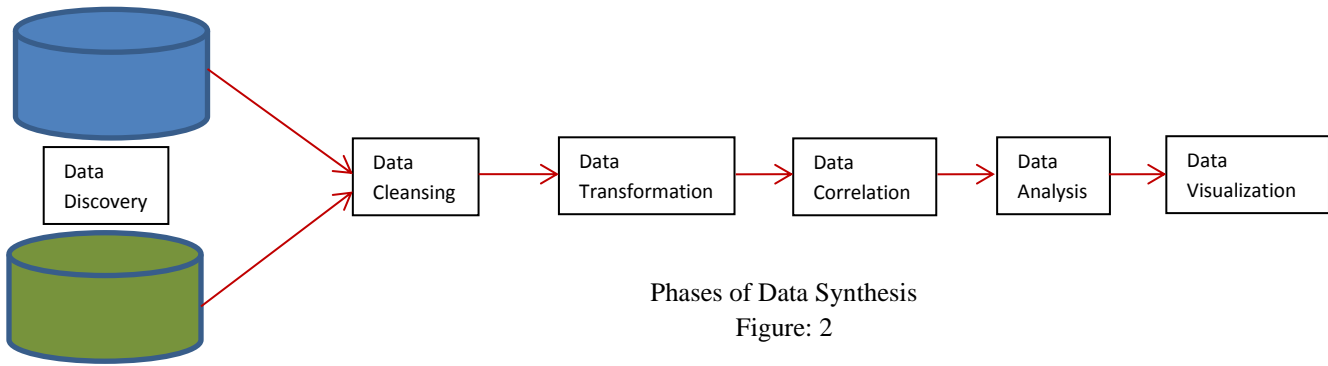 Data
Discovery
Data
Cleansing
Data
Transformation
Data
Correlation
Data
Analysis
Data
Visualization
Phases of Data Synthesis
Figure: 2